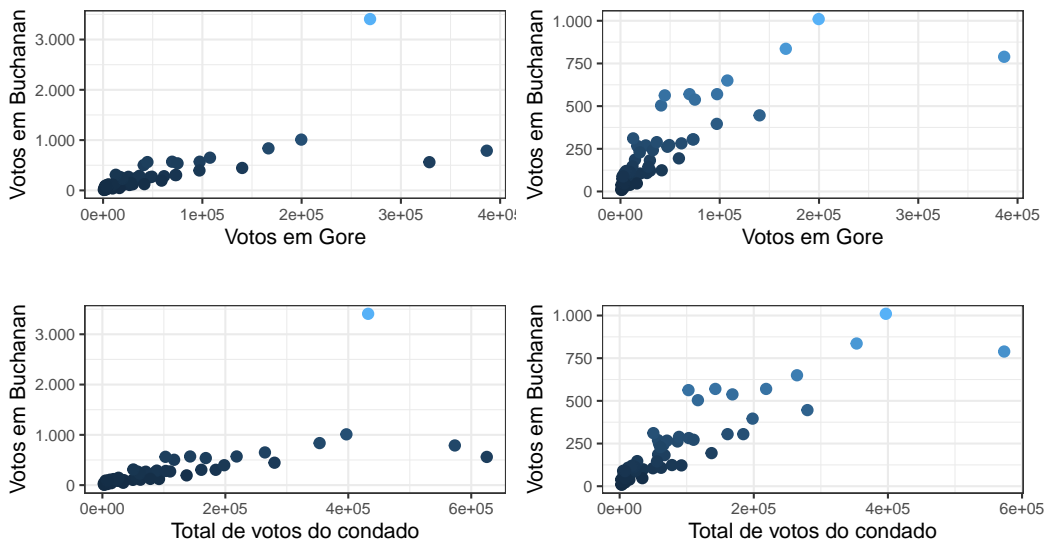 Votos em Buchanan
3.000
2.000
1.000
0
0e+00 1e+05 2e+05 3e+05 4e+05
Votos em Gore
Votos em Buchanan
1.000
750
500
250
0
0e+00 1e+05 2e+05 3e+05 4e+05
Votos em Gore
Votos em Buchanan
3.000
2.000
1.000
0
0e+00 2e+05 4e+05 6e+05
Total de votos do condado
Votos em Buchanan
1.000
750
500
250
0
0e+00 2e+05 4e+05 6e+05
Total de votos do condado